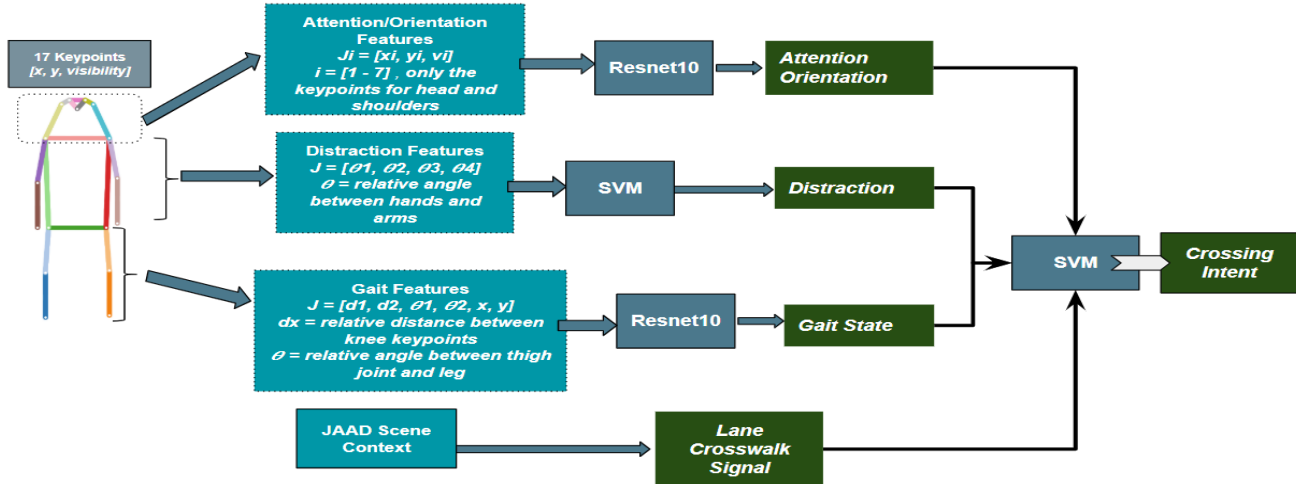 17 Keypoints
[x, y, visibility]
Attention/Orientation
Features
Ji = [xi, yi, vi]
i = [1 - 7] , only the
keypoints for head and
shoulders
Resnet10
Attention
Orientation
Distraction Features
J = [θ1, θ2, θ3, θ4]
θ = relative angle
between hands and
arms
SVM
Distraction
Gait Features
J = [d1, d2, θ1, θ2, x, y]
dx = relative distance between
knee keypoints
θ = relative angle between thigh
joint and leg
Resnet10
Gait State
JAAD Scene
Context
Lane
Crosswalk
Signal
SVM
Crossing
Intent